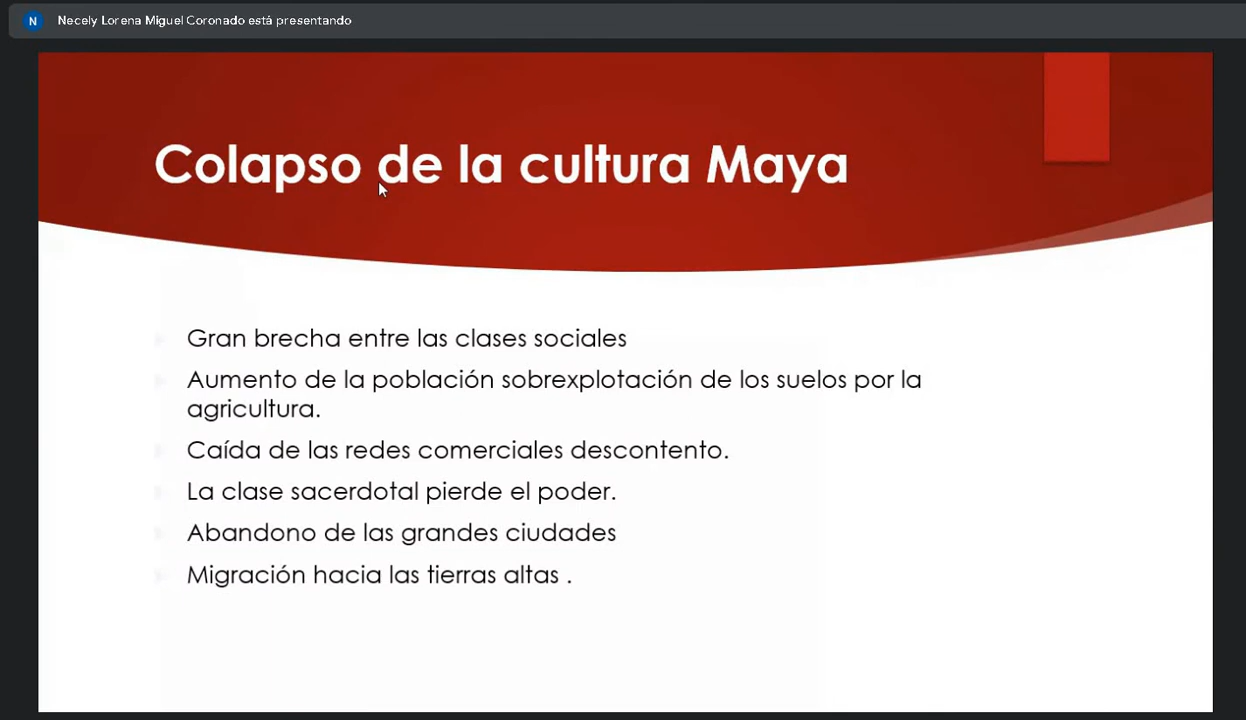 N
Necely Lorena Miguel Coronado está presentando
Colapso de la cultura Maya
Gran brecha entre las clases sociales
Aumento de la población sobrexplotación de los suelos por la
agricultura.
Caída de las redes comerciales descontento.
La clase sacerdotal pierde el poder.
Abandono de las grandes ciudades
Migración hacia las tierras altas .